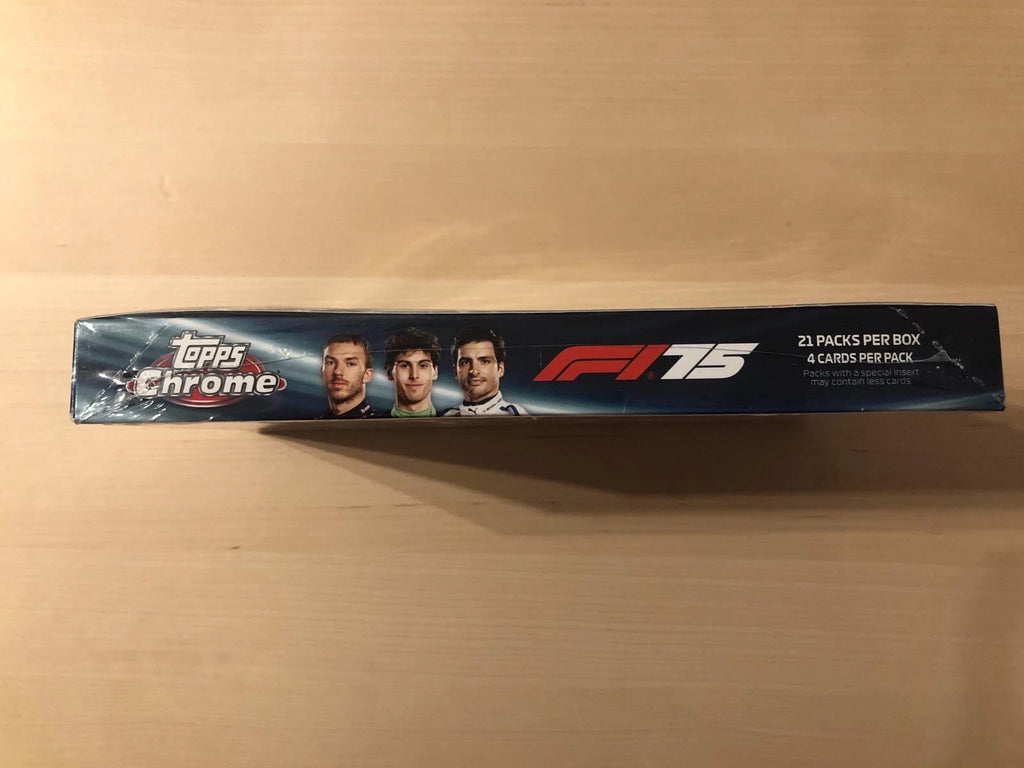 topps
Chrome
F1 75
21 PACKS PER BOX
4 CARDS PER PACK
Packs with a special insert
may contain less cards.